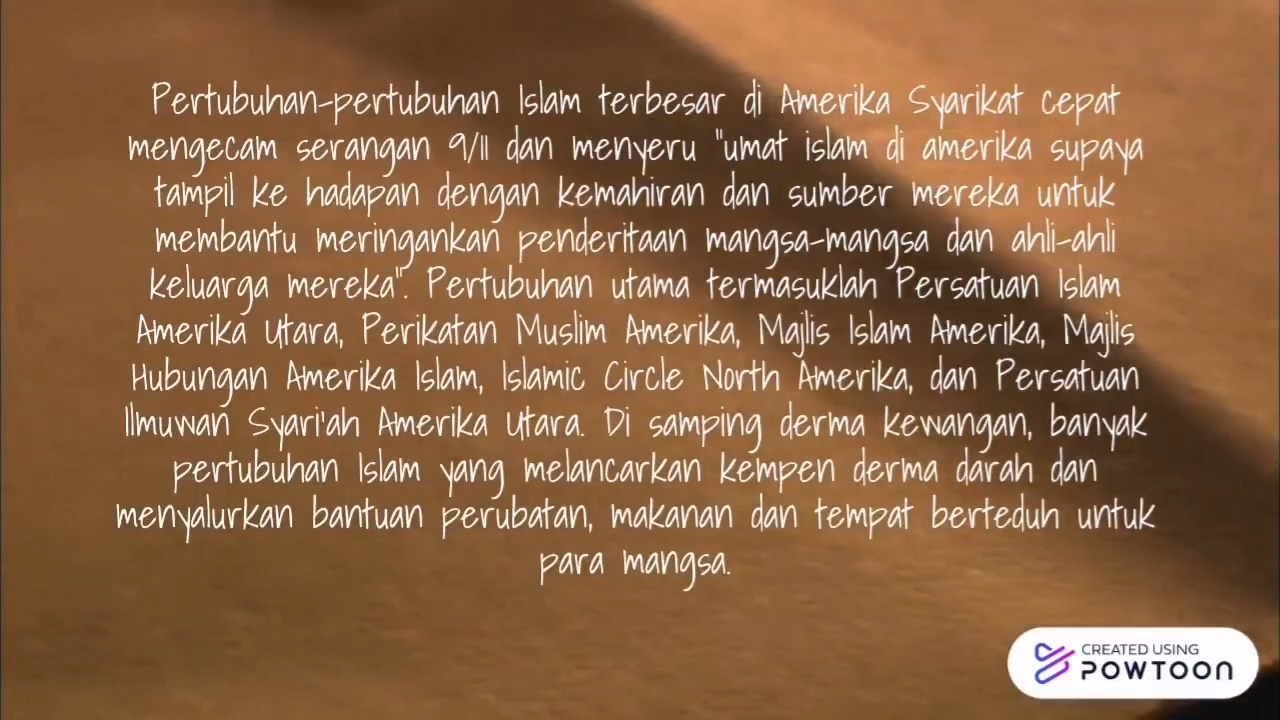 Pertubuhan-pertubuhan Islam terbesar di Amerika Syarikat cepat
mengecam serangan 9/11 dan menyeru "umat islam di amerika supaya
tampil ke hadapan dengan kemahiran dan sumber mereka untuk
membantu meringankan penderitaan mangsa-mangsa dan ahli-ahli
keluarga mereka". Pertubuhan utama termasuklah Persatuan Islam
Amerika Utara, Perikatan Muslim Amerika, Majlis Islam Amerika, Majlis
Hubungan Amerika Islam, Islamic Circle North Amerika, dan Persatuan
Ilmuwan Syari'ah Amerika Utara. Di samping derma kewangan, banyak
pertubuhan Islam yang melancarkan kempen derma darah dan
menyalurkan bantuan perubatan, makanan dan tempat berteduh untuk
para mangsa.
CREATED USING
POWTOON